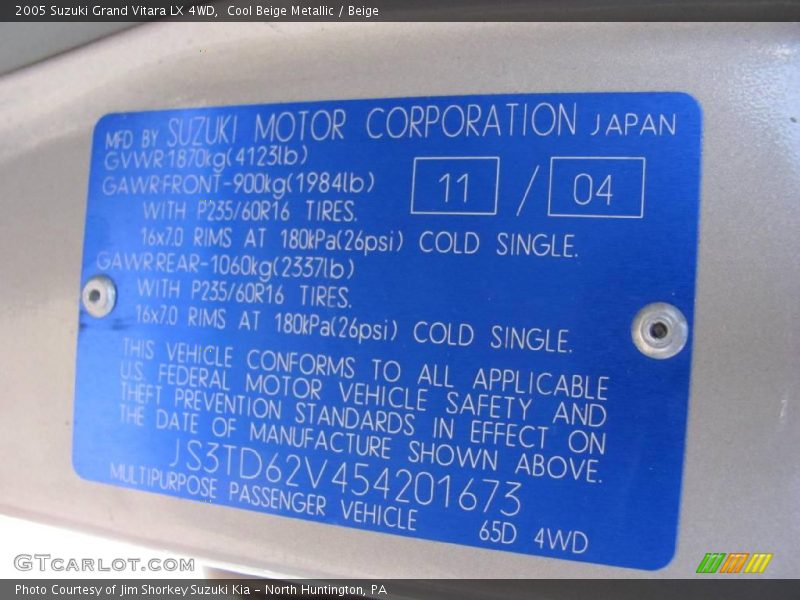 2005 Suzuki Grand Vitara LX 4WD,  Cool Beige Metallic / Beige
MFD BY SUZUKI MOTOR CORPORATION JAPAN
GVWR 1870kg(4123lb)
GAWR FRONT-900kg(1984lb)
11 / 04
WITH P235/60R16 TIRES.
16x7.0 RIMS AT 180kPa(26psi) COLD SINGLE.
GAWR REAR-1060kg(2337lb)
WITH P235/60R16 TIRES.
16x7.0 RIMS AT 180kPa(26psi) COLD SINGLE.
THIS VEHICLE CONFORMS TO ALL APPLICABLE
U.S. FEDERAL MOTOR VEHICLE SAFETY AND
THEFT PREVENTION STANDARDS IN EFFECT ON
THE DATE OF MANUFACTURE SHOWN ABOVE.
JS3TD62V454201673
MULTIPURPOSE PASSENGER VEHICLE 65D 4WD
GTCARLOT.COM
Photo Courtesy of Jim Shorkey Suzuki Kia - North Huntington, PA